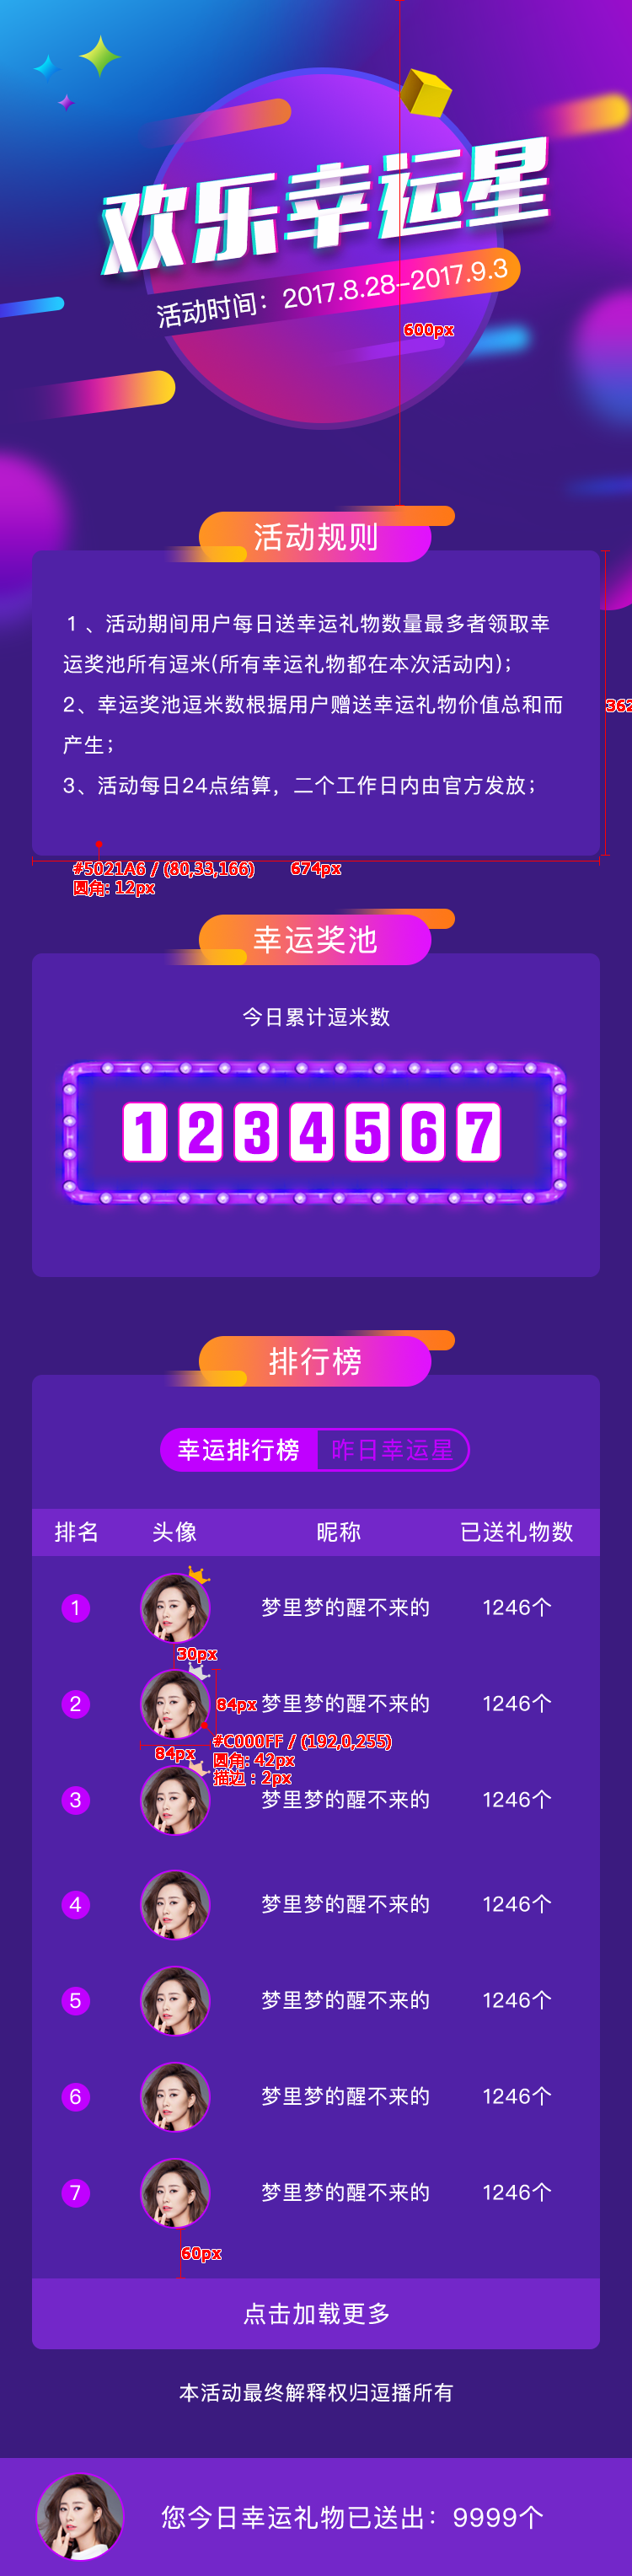 欢乐幸运星
活动时间：2017.8.28-2017.9.3
600px
活动规则
1、活动期间用户每日送幸运礼物数量最多者领取幸
运奖池所有逗米(所有幸运礼物都在本次活动内)；
2、幸运奖池逗米数根据用户赠送幸运礼物价值总和而
产生；
3、活动每日24点结算，二个工作日内由官方发放；
362
#5021A6 / (80,33,166)
674px
圆角: 12px
幸运奖池
今日累计逗米数
1 2 3 4 5 6 7
排行榜
幸运排行榜 昨日幸运星
排名 头像 昵称 已送礼物数
1 梦里梦的醒不来的 1246个
30px
2 84px 梦里梦的醒不来的 1246个
#C000FF / (192,0,255)
84px 圆角: 42px
描边 : 2px
3 梦里梦的醒不来的 1246个
4 梦里梦的醒不来的 1246个
5 梦里梦的醒不来的 1246个
6 梦里梦的醒不来的 1246个
7 梦里梦的醒不来的 1246个
60px
点击加载更多
本活动最终解释权归逗播所有
您今日幸运礼物已送出：9999个